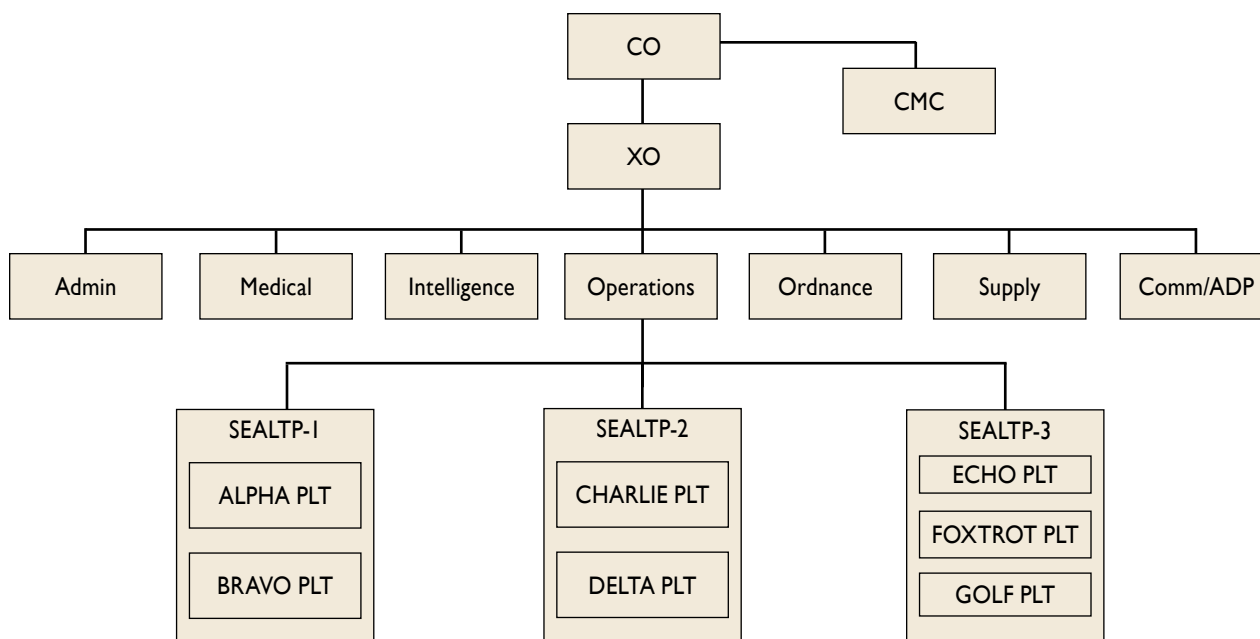 CO
CMC
XO
Admin
Medical
Intelligence
Operations
Ordnance
Supply
Comm/ADP
SEALTP-1
ALPHA PLT
BRAVO PLT
SEALTP-2
CHARLIE PLT
DELTA PLT
SEALTP-3
ECHO PLT
FOXTROT PLT
GOLF PLT